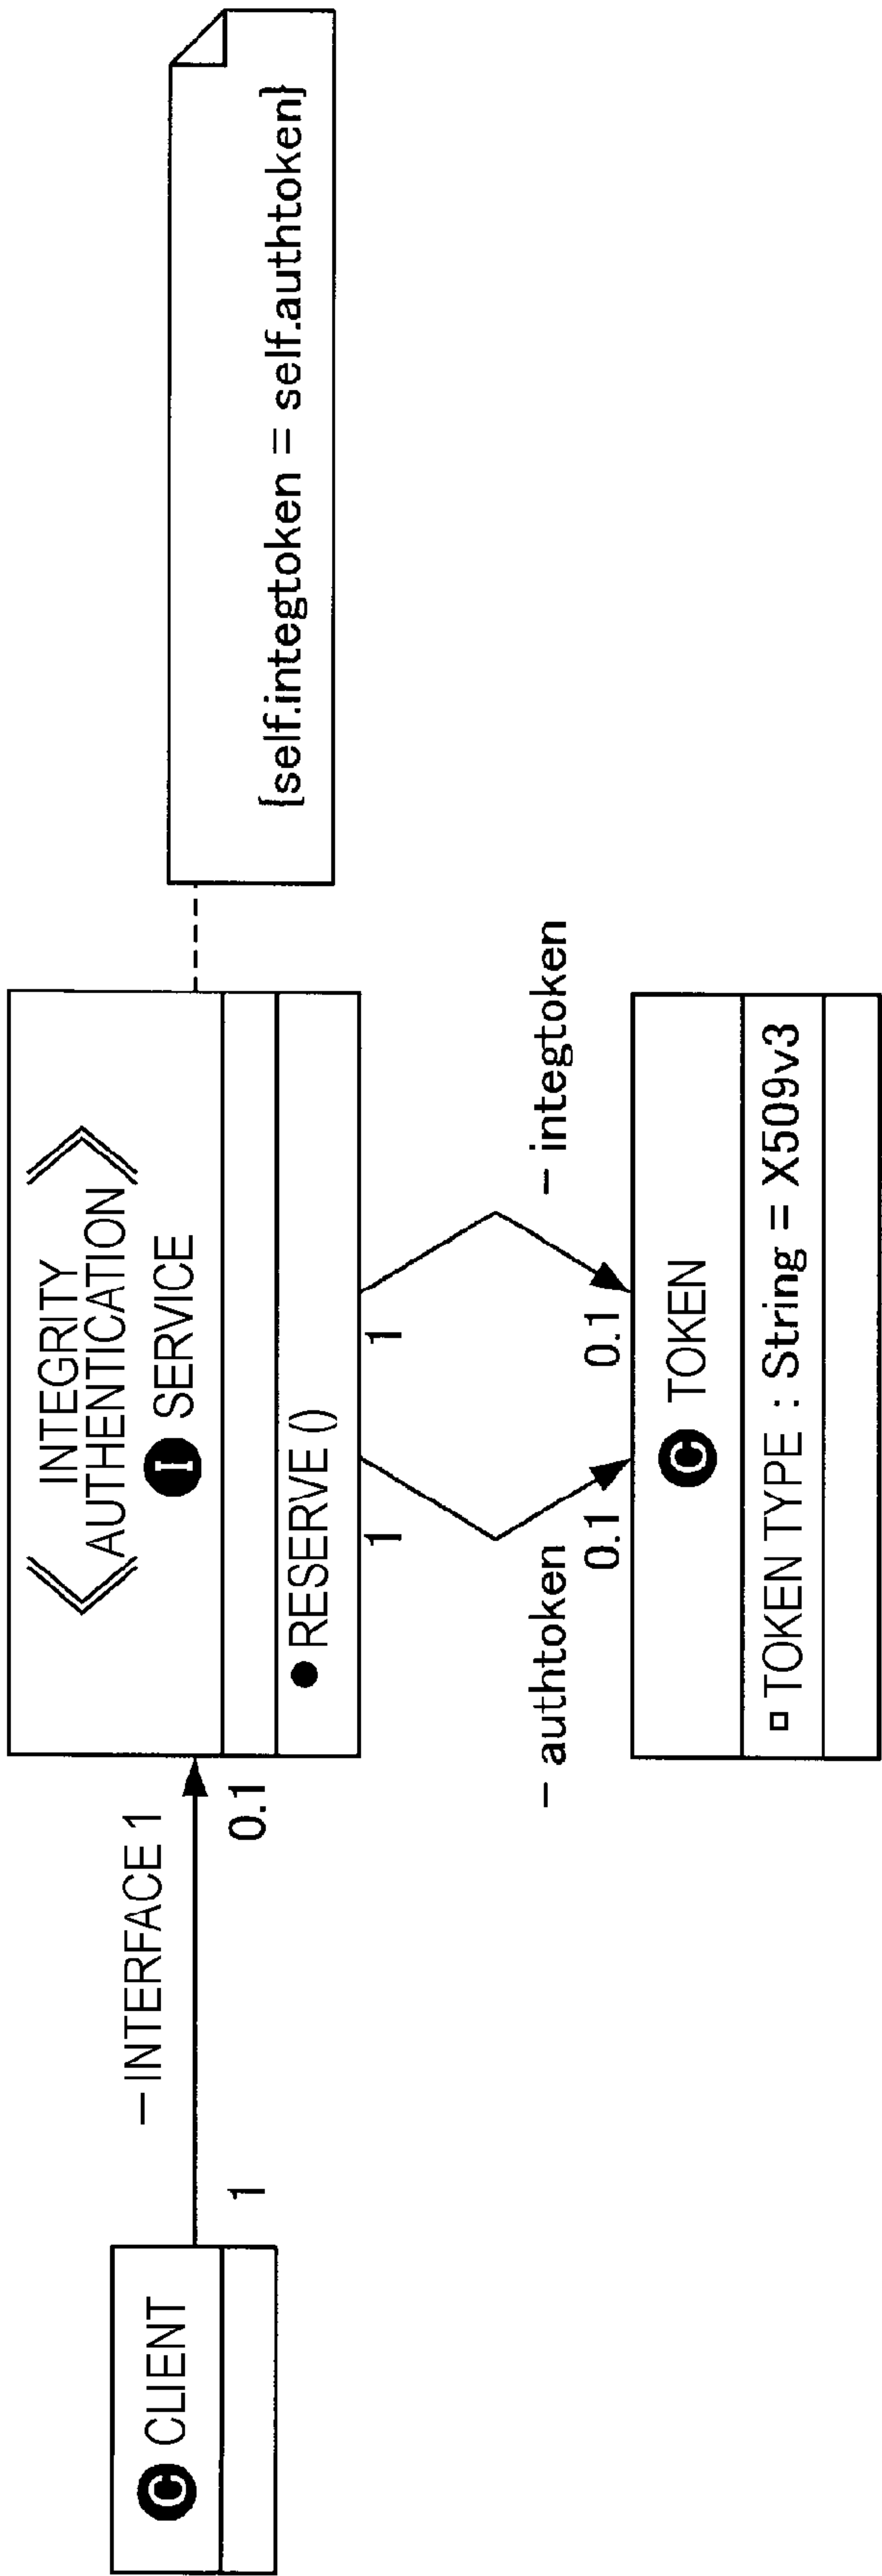 C CLIENT
– INTERFACE 1
1
0.1
《 INTEGRITY
AUTHENTICATION 》
I SERVICE
RESERVE ()
{self.integtoken = self.authtoken}
1
1
– authtoken
– integtoken
0.1
0.1
C TOKEN
TOKEN TYPE : String = X509v3